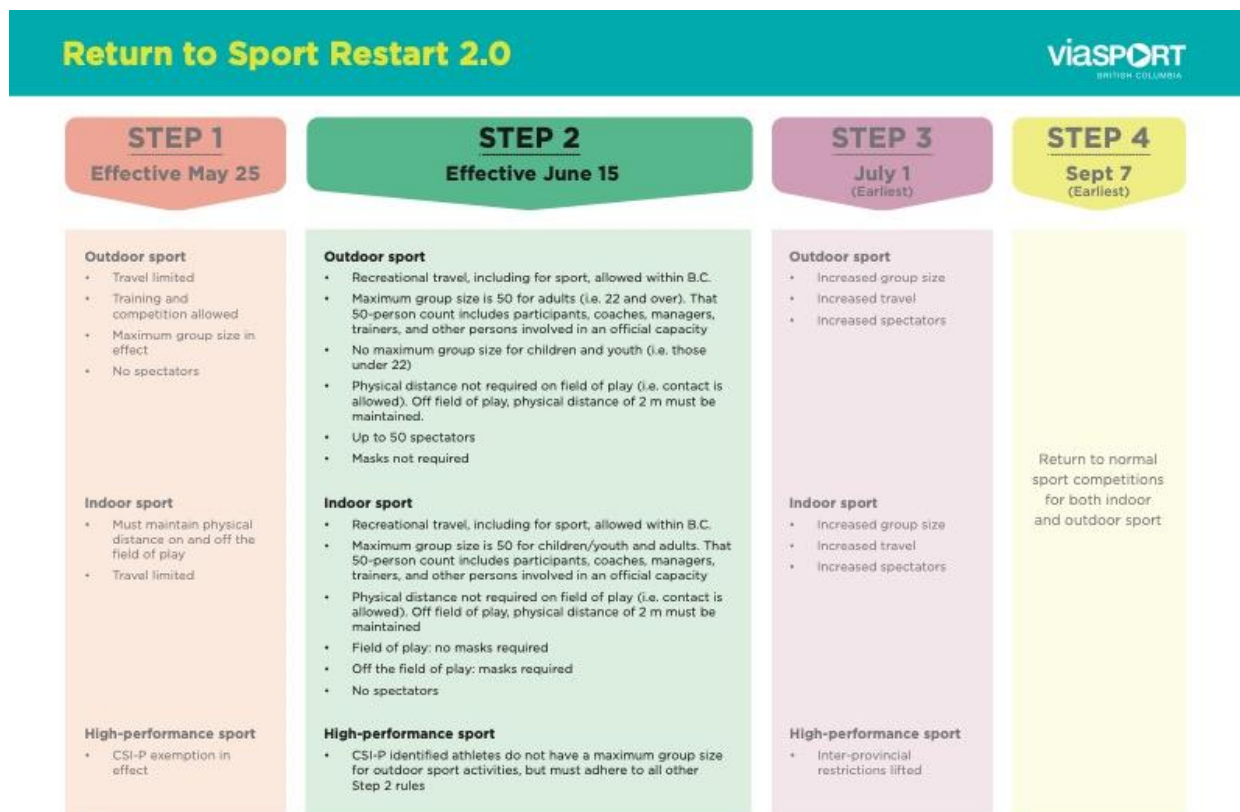 Return to Sport Restart 2.0
viaSPORT
BRITISH COLUMBIA
STEP 1
Effective May 25
Outdoor sport
• Travel limited
• Training and
competition allowed
• Maximum group size in
effect
• No spectators
Indoor sport
• Must maintain physical
distance on and off the
field of play
• Travel limited
High-performance sport
• CSI-P exemption in
effect
STEP 2
Effective June 15
Outdoor sport
• Recreational travel, including for sport, allowed within B.C.
• Maximum group size is 50 for adults (i.e. 22 and over). That
50-person count includes participants, coaches, managers,
trainers, and other persons involved in an official capacity
• No maximum group size for children and youth (i.e. those
under 22)
• Physical distance not required on field of play (i.e. contact is
allowed). Off field of play, physical distance of 2 m must be
maintained.
• Up to 50 spectators
• Masks not required
Indoor sport
• Recreational travel, including for sport, allowed within B.C.
• Maximum group size is 50 for children/youth and adults. That
50-person count includes participants, coaches, managers,
trainers, and other persons involved in an official capacity
• Physical distance not required on field of play (i.e. contact is
allowed). Off field of play, physical distance of 2 m must be
maintained
• Field of play: no masks required
• Off the field of play: masks required
• No spectators
High-performance sport
• CSI-P identified athletes do not have a maximum group size
for outdoor sport activities, but must adhere to all other
Step 2 rules
STEP 3
July 1
(Earliest)
Outdoor sport
• Increased group size
• Increased travel
• Increased spectators
Indoor sport
• Increased group size
• Increased travel
• Increased spectators
High-performance sport
• Inter-provincial
restrictions lifted
STEP 4
Sept 7
(Earliest)
Return to normal
sport competitions
for both indoor
and outdoor sport